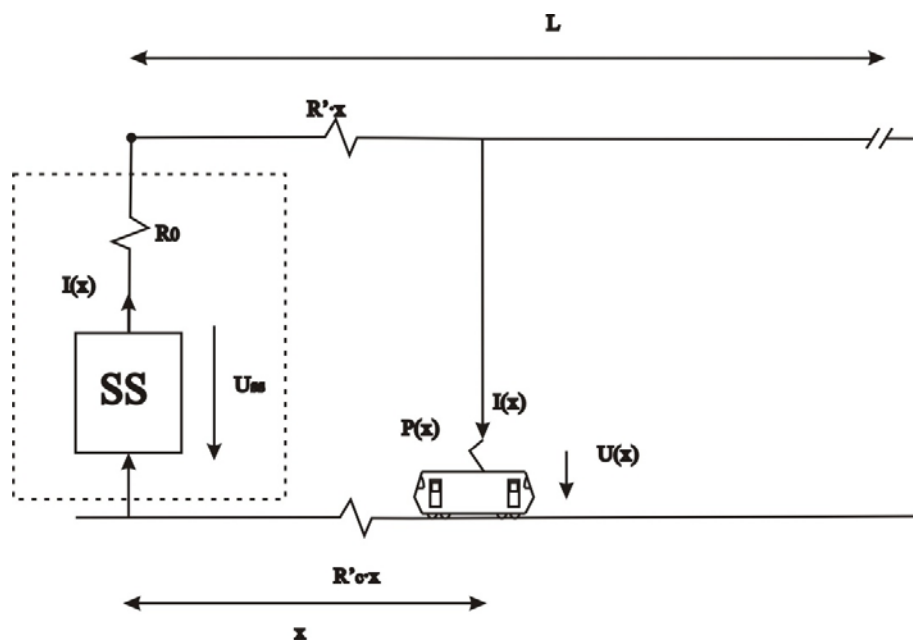 L
R'·x
R0
I(x)
SS
Uss
I(x)
P(x)
U(x)
R'c·x
x